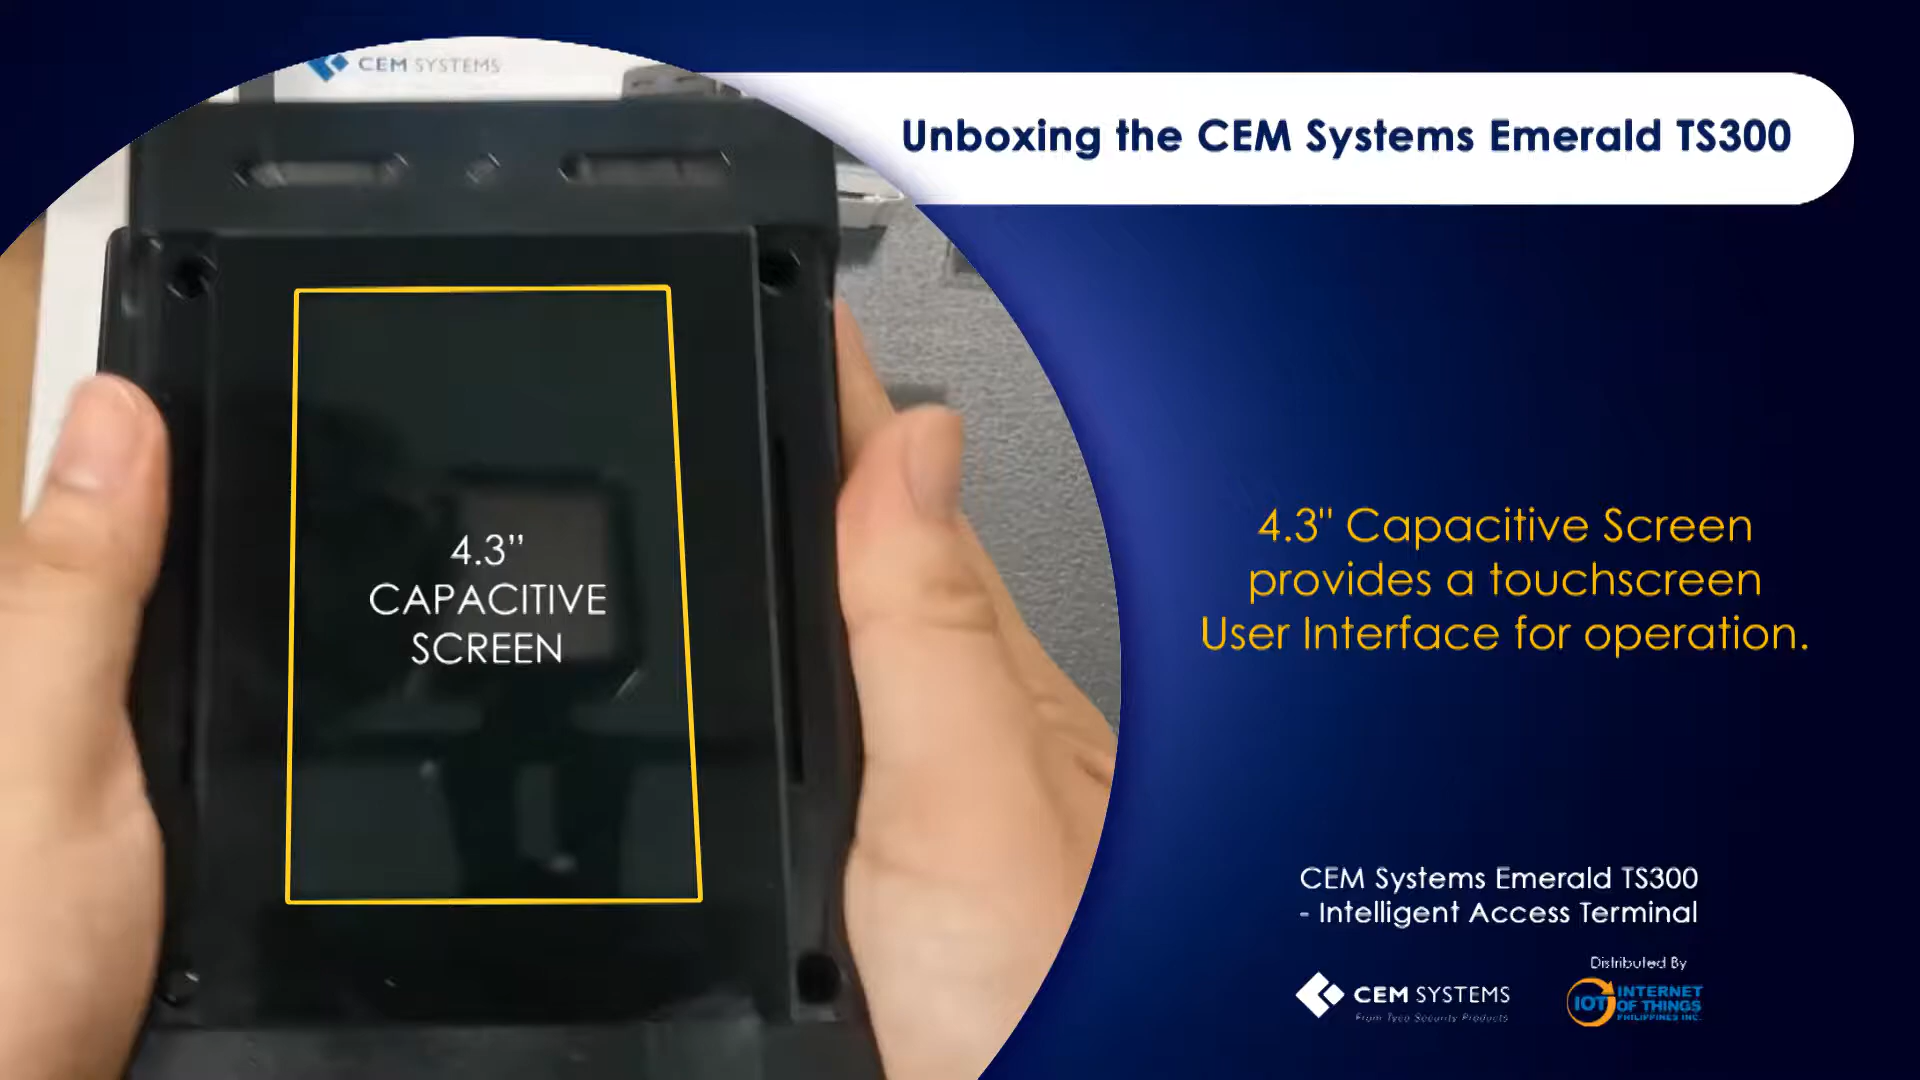 CEM SYSTEMS
Unboxing the CEM Systems Emerald TS300
4.3”
CAPACITIVE
SCREEN
4.3" Capacitive Screen
provides a touchscreen
User Interface for operation.
CEM Systems Emerald TS300
- Intelligent Access Terminal
Distributed By
CEM SYSTEMS
From Tyco Security Products
IOT INTERNET
OF THINGS
PHILIPPINES INC.